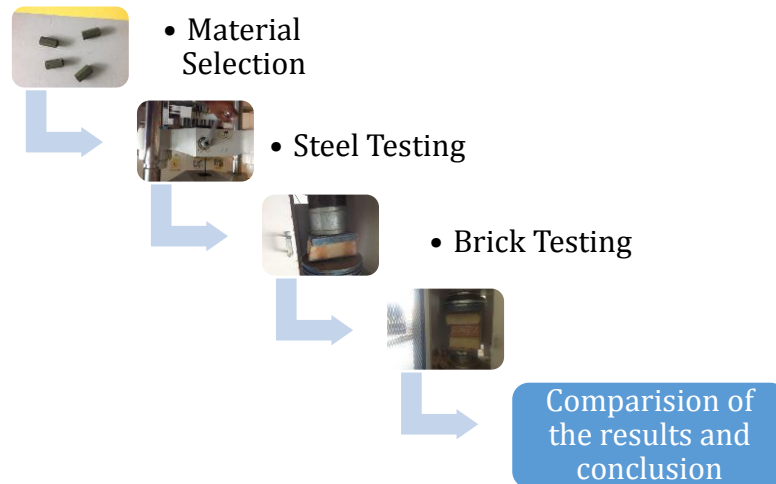 • Material
Selection
• Steel Testing
• Brick Testing
Comparision of
the results and
conclusion